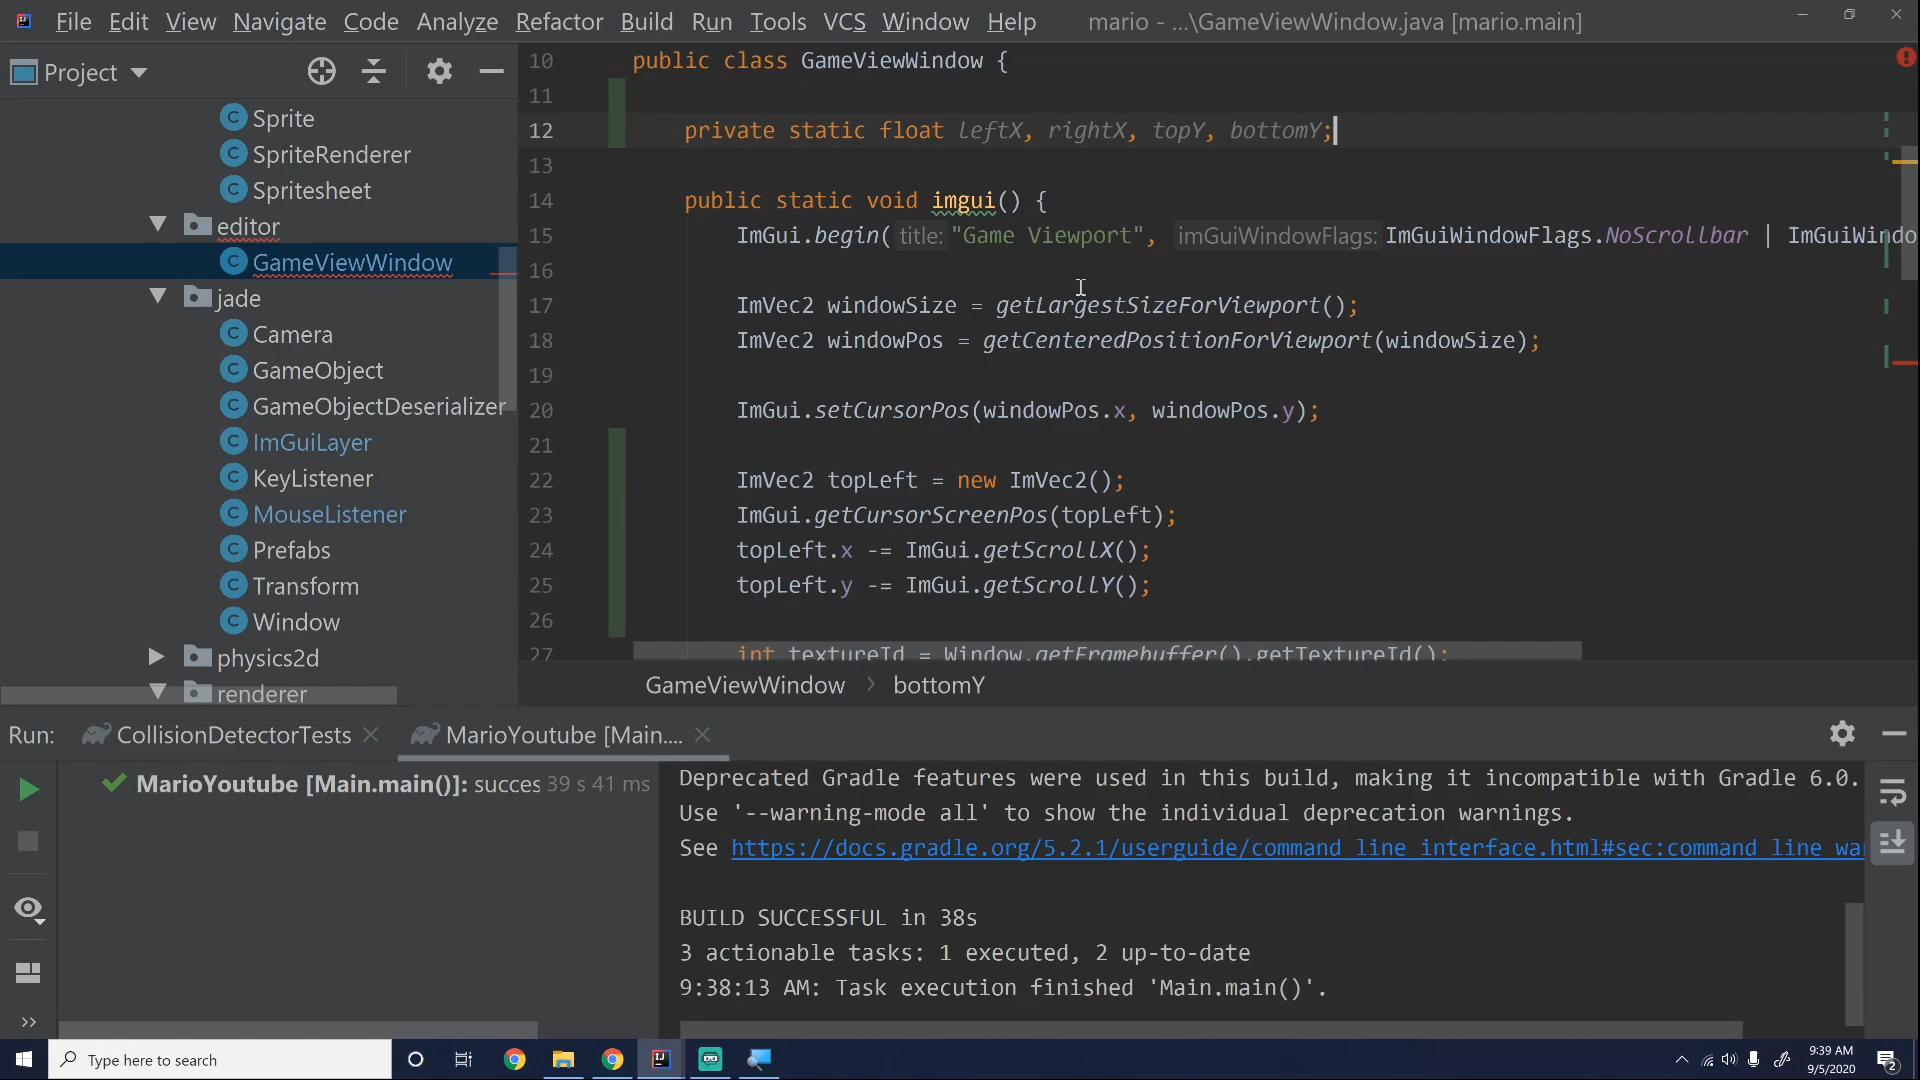 File Edit View Navigate Code Analyze Refactor Build Run Tools VCS Window Help mario - ...\GameViewWindow.java [mario.main]
Project
Sprite
SpriteRenderer
Spritesheet
editor
GameViewWindow
jade
Camera
GameObject
GameObjectDeserializer
ImGuiLayer
KeyListener
MouseListener
Prefabs
Transform
Window
physics2d
renderer
10 public class GameViewWindow {
11
12 private static float leftX, rightX, topY, bottomY;
13
14 public static void imgui() {
15 ImGui.begin( title: "Game Viewport", imGuiWindowFlags: ImGuiWindowFlags.NoScrollbar | ImGuiWindo
16
17 ImVec2 windowSize = getLargestSizeForViewport();
18 ImVec2 windowPos = getCenteredPositionForViewport(windowSize);
19
20 ImGui.setCursorPos(windowPos.x, windowPos.y);
21
22 ImVec2 topLeft = new ImVec2();
23 ImGui.getCursorScreenPos(topLeft);
24 topLeft.x -= ImGui.getScrollX();
25 topLeft.y -= ImGui.getScrollY();
26
27 int textureId = Window.getFramebuffer().getTextureId();
GameViewWindow > bottomY
Run: CollisionDetectorTests MarioYoutube [Main....
MarioYoutube [Main.main()]: succes 39 s 41 ms
Deprecated Gradle features were used in this build, making it incompatible with Gradle 6.0.
Use '--warning-mode all' to show the individual deprecation warnings.
See https://docs.gradle.org/5.2.1/userguide/command_line_interface.html#sec:command_line_wa
BUILD SUCCESSFUL in 38s
3 actionable tasks: 1 executed, 2 up-to-date
9:38:13 AM: Task execution finished 'Main.main()'.
Type here to search
9:39 AM
9/5/2020
2